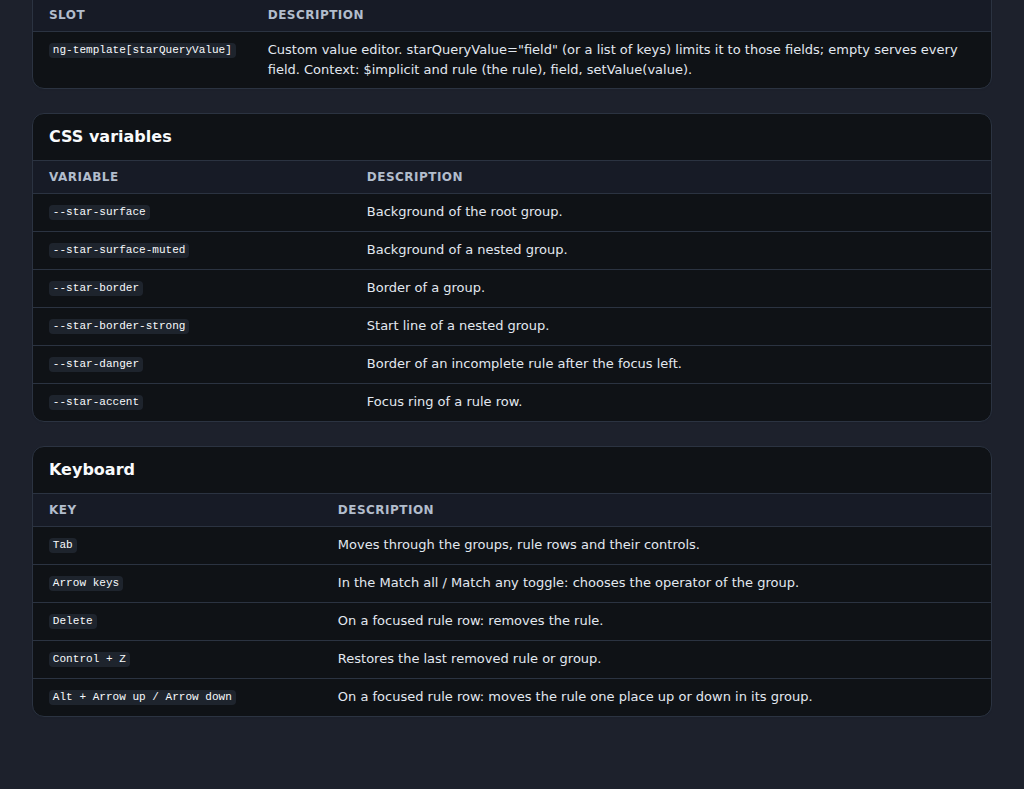 SLOT DESCRIPTION
ng-template[starQueryValue] Custom value editor. starQueryValue="field" (or a list of keys) limits it to those fields; empty serves every
field. Context: $implicit and rule (the rule), field, setValue(value).
CSS variables
VARIABLE DESCRIPTION
--star-surface Background of the root group.
--star-surface-muted Background of a nested group.
--star-border Border of a group.
--star-border-strong Start line of a nested group.
--star-danger Border of an incomplete rule after the focus left.
--star-accent Focus ring of a rule row.
Keyboard
KEY DESCRIPTION
Tab Moves through the groups, rule rows and their controls.
Arrow keys In the Match all / Match any toggle: chooses the operator of the group.
Delete On a focused rule row: removes the rule.
Control + Z Restores the last removed rule or group.
Alt + Arrow up / Arrow down On a focused rule row: moves the rule one place up or down in its group.